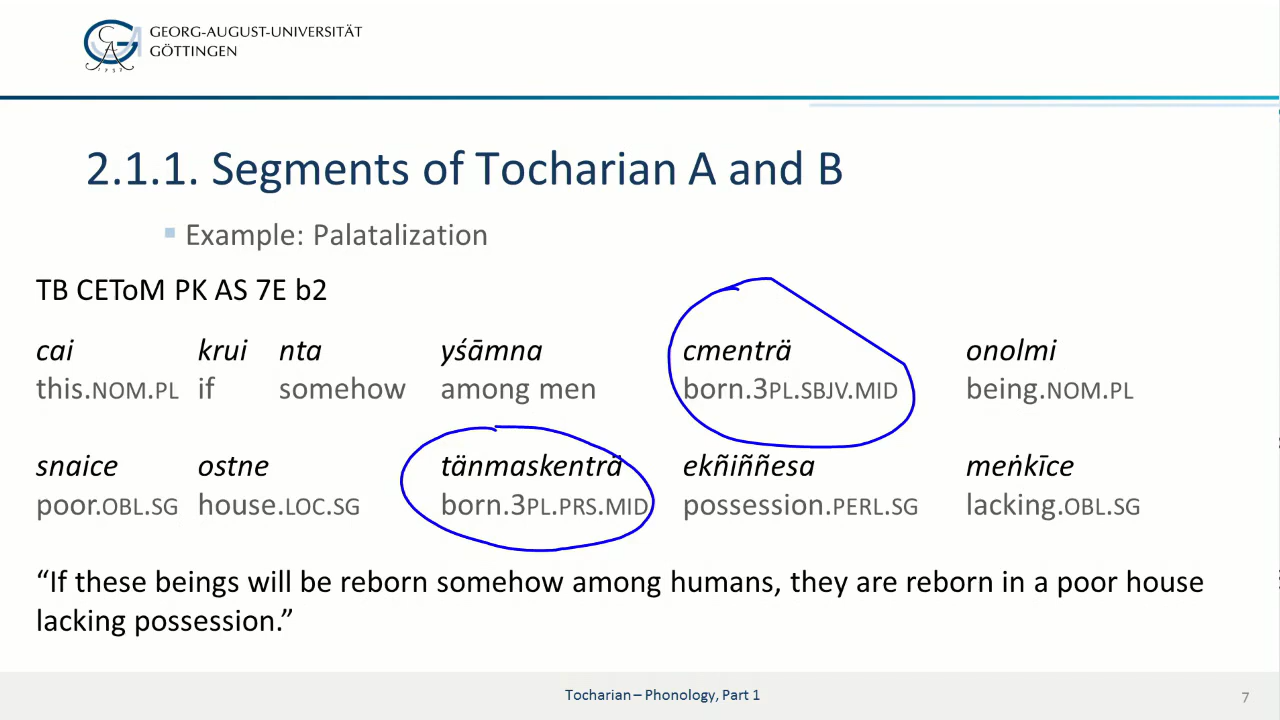 GEORG-AUGUST-UNIVERSITÄT
GÖTTINGEN
2.1.1. Segments of Tocharian A and B
Example: Palatalization
TB CEToM PK AS 7E b2
cai krui nta yśāmna cmenträ onolmi
this.NOM.PL if somehow among men born.3PL.SBJV.MID being.NOM.PL
snaice ostne tänmaskenträ ekñiññesa meṅkīce
poor.OBL.SG house.LOC.SG born.3PL.PRS.MID possession.PERL.SG lacking.OBL.SG
“If these beings will be reborn somehow among humans, they are reborn in a poor house
lacking possession.”
Tocharian – Phonology, Part 1
7